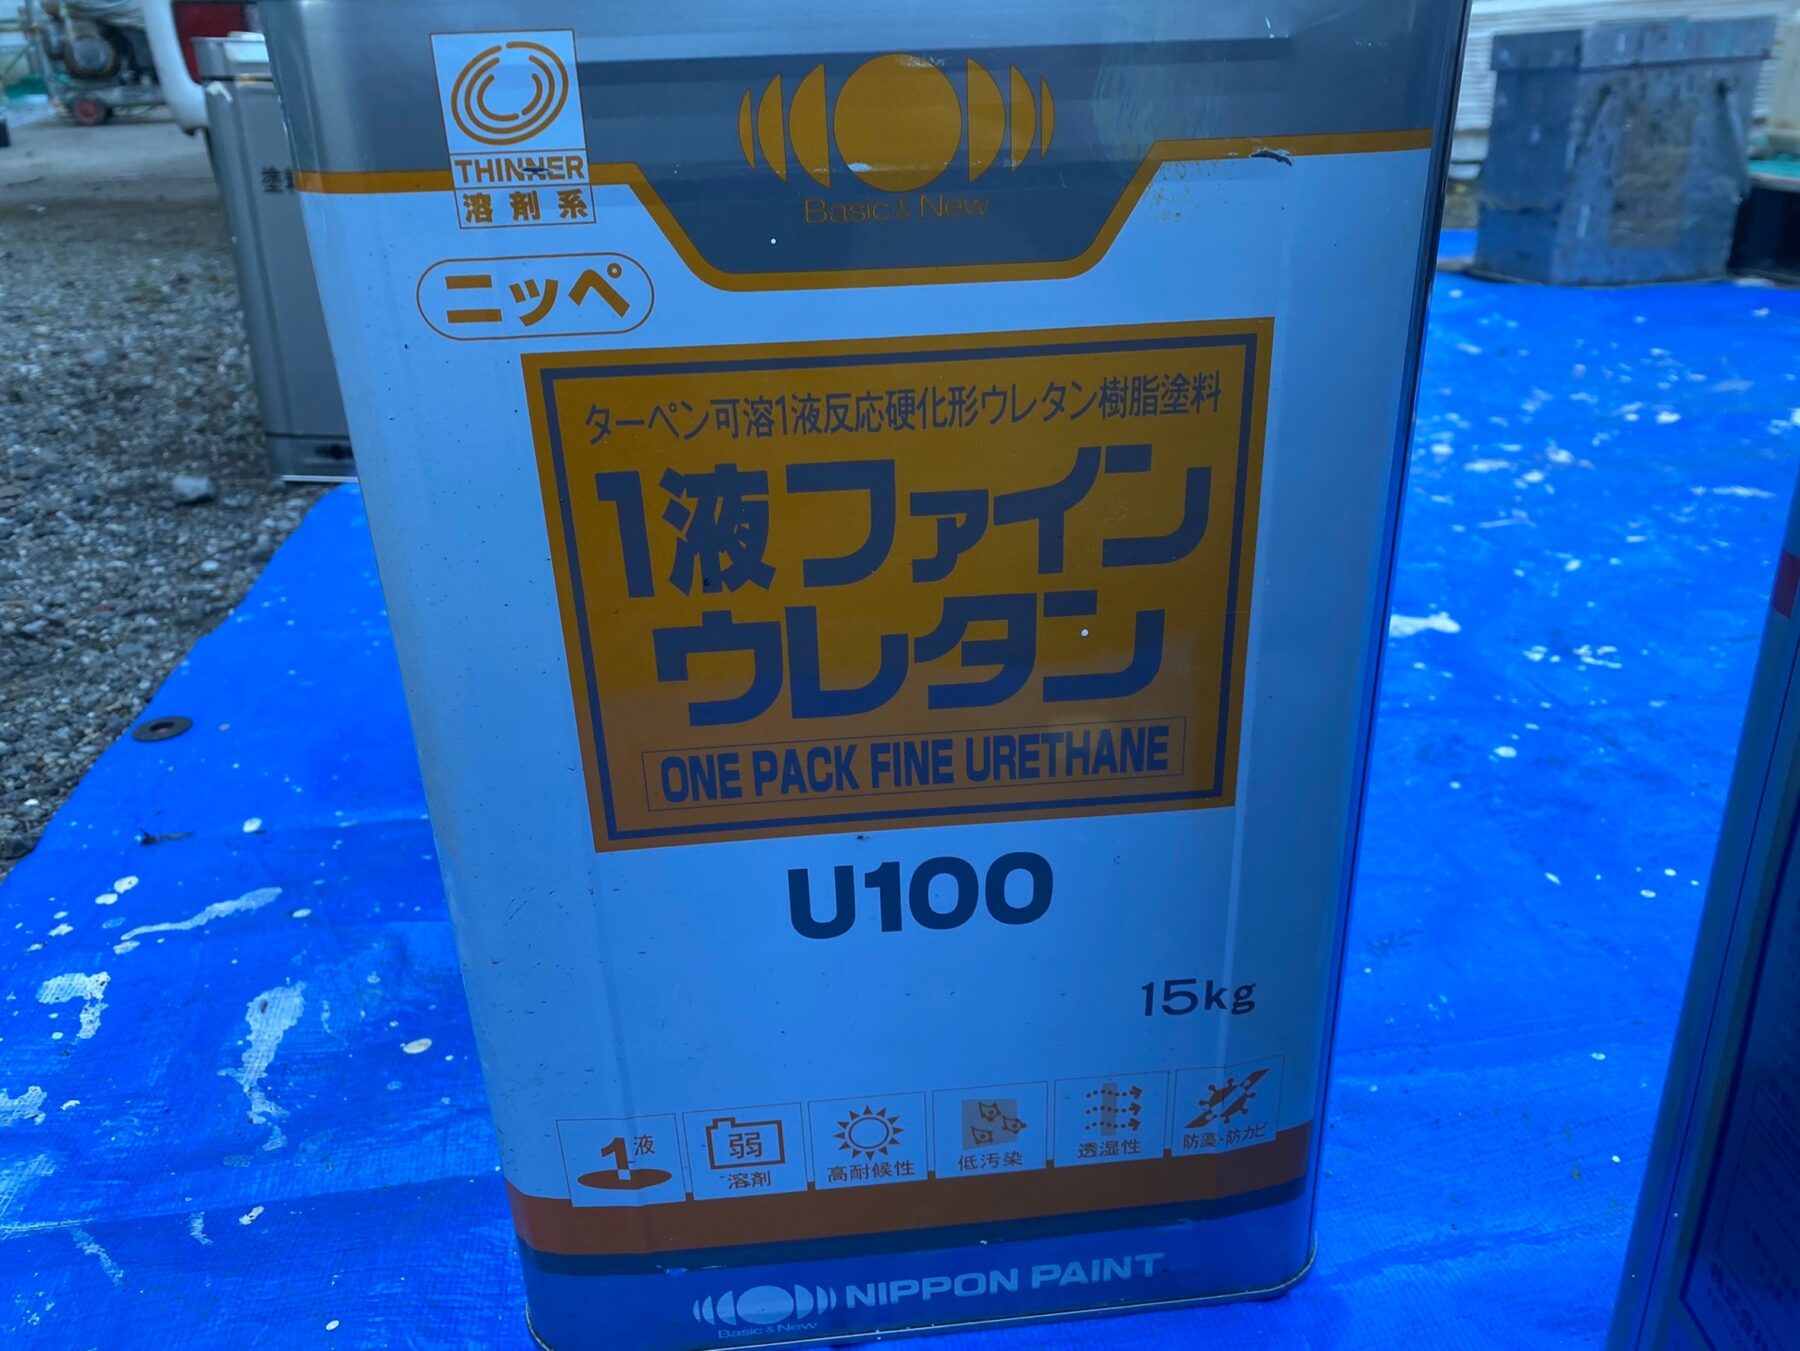 THINNER
溶剤系
Basic & New
ニッペ
ターペン可溶1液反応硬化形ウレタン樹脂塗料
1液ファイン
ウレタン
ONE PACK FINE URETHANE
U100
15kg
1液
弱
溶剤
高耐候性
低汚染
透湿性
防藻・防カビ
NIPPON PAINT
Basic & New
塗